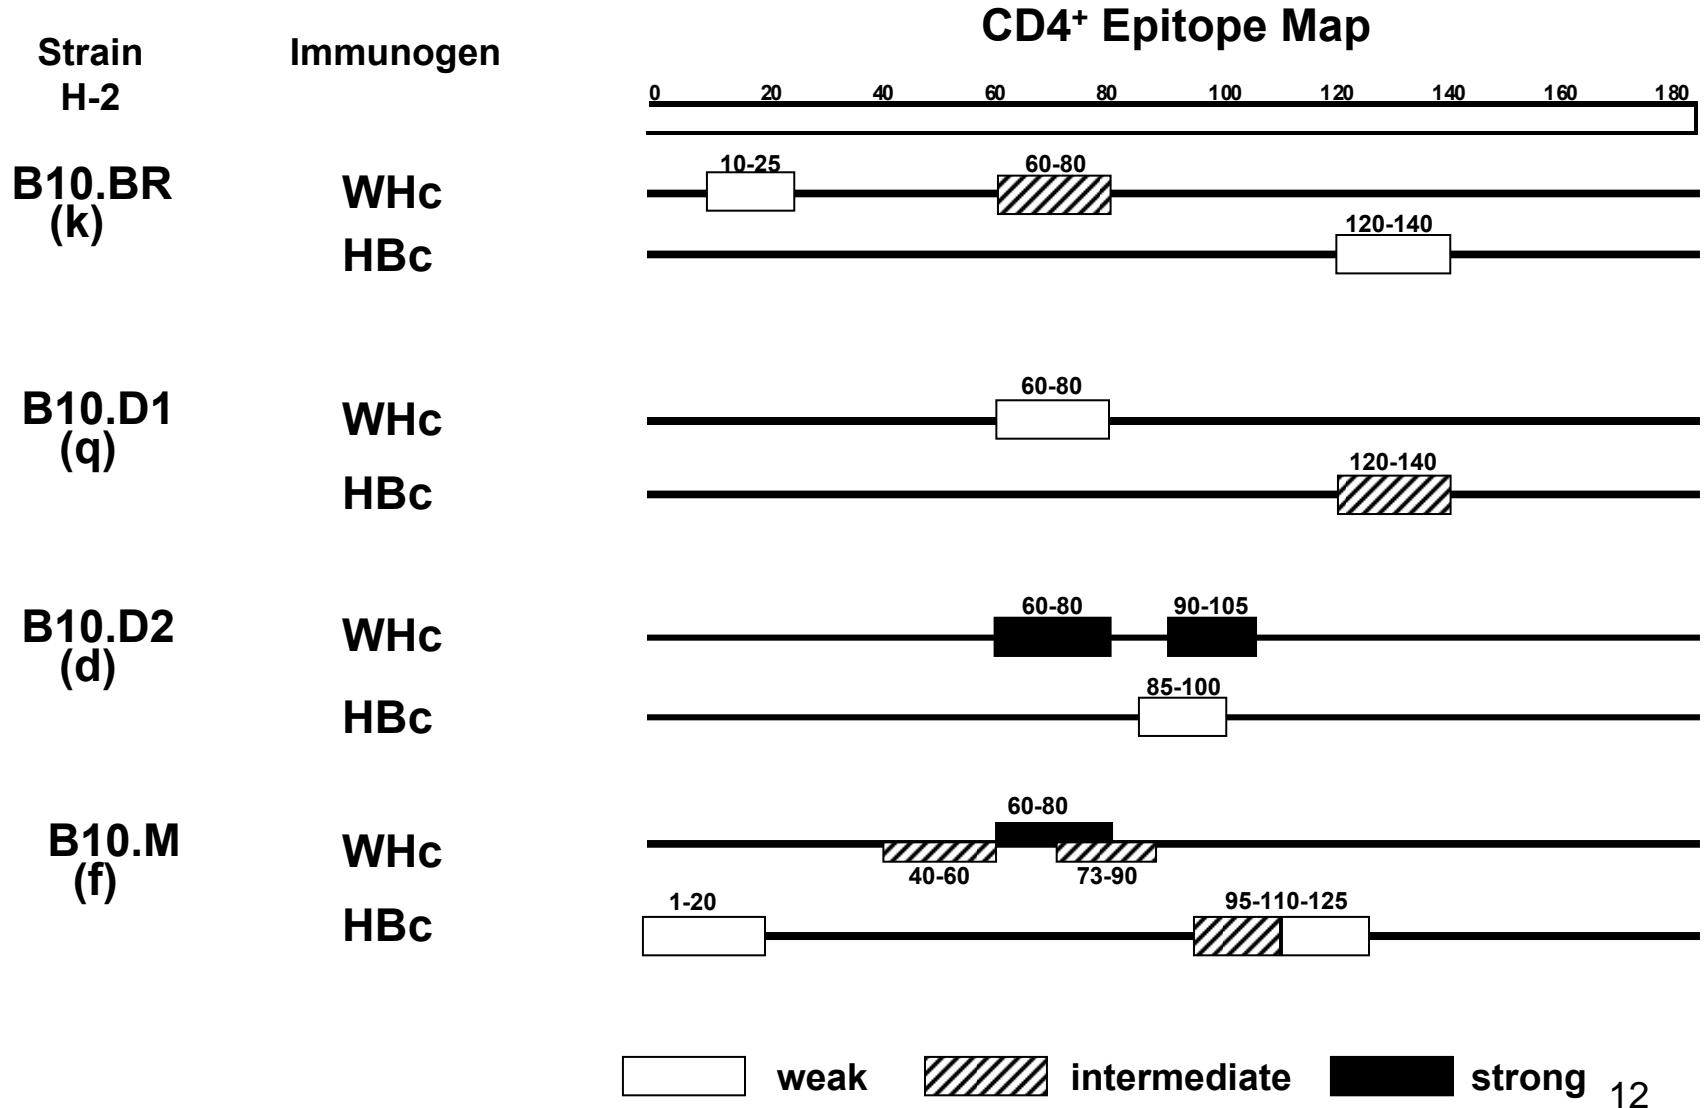 CD4⁺ Epitope Map
Strain Immunogen
H-2
0 20 40 60 80 100 120 140 160 180
10-25 60-80
B10.BR WHc
(k)
120-140
HBc
60-80
B10.D1 WHc
(q)
120-140
HBc
60-80 90-105
B10.D2 WHc
(d)
85-100
HBc
60-80
B10.M WHc
(f)
40-60 73-90
1-20 95-110-125
HBc
weak intermediate strong 12